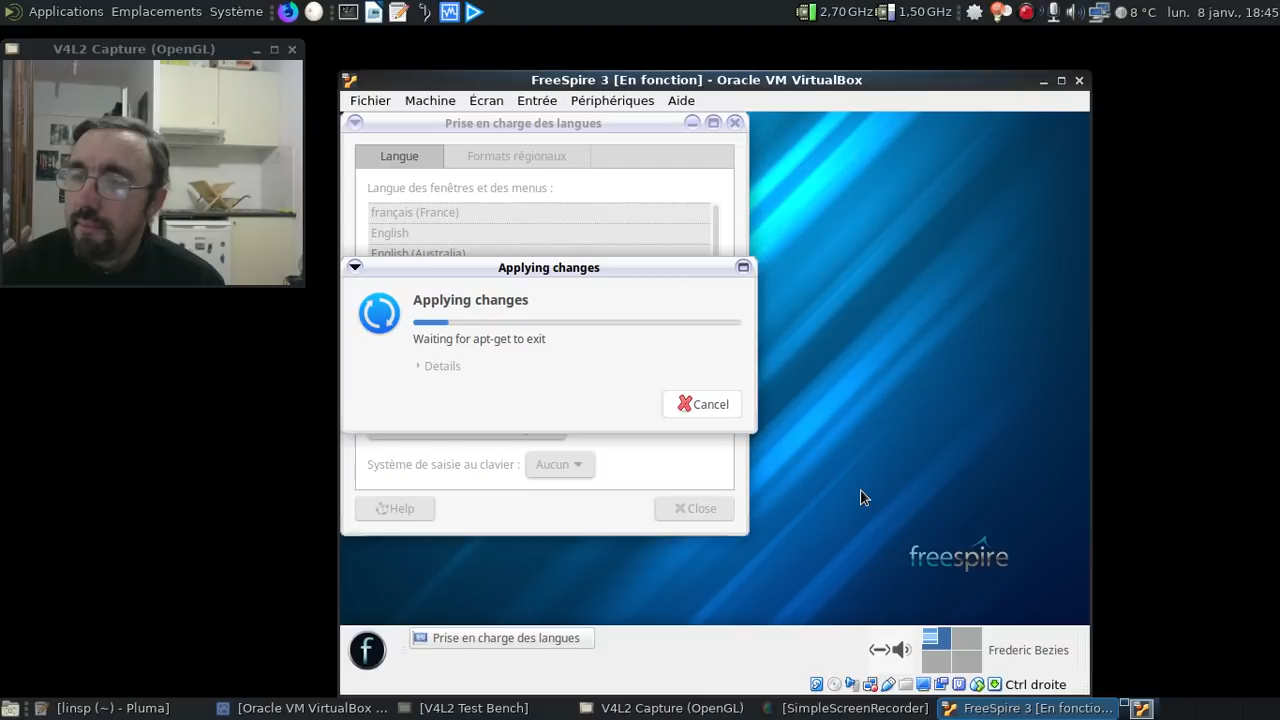 Applications Emplacements Système
2,70 GHz 1,50 GHz 8 °C lun. 8 janv., 18:45
V4L2 Capture (OpenGL)
FreeSpire 3 [En fonction] - Oracle VM VirtualBox
Fichier Machine Écran Entrée Périphériques Aide
Prise en charge des langues
Langue Formats régionaux
Langue des fenêtres et des menus :
français (France)
English
English (Australia)
Applying changes
Applying changes
Waiting for apt-get to exit
Details
Cancel
Système de saisie au clavier : Aucun
Help Close
freespire
f Prise en charge des langues Frederic Bezies
Ctrl droite
[linsp (~) - Pluma] [Oracle VM VirtualBox ... [V4L2 Test Bench] V4L2 Capture (OpenGL) [SimpleScreenRecorder] FreeSpire 3 [En fonctio...